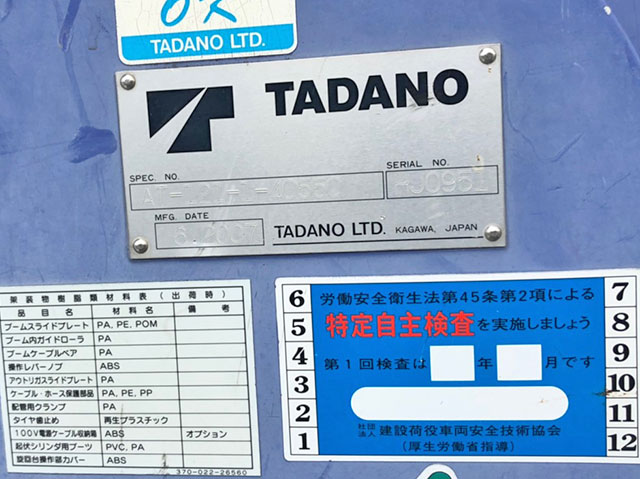 TADANO LTD.
TADANO
SPEC. NO.
SERIAL NO.
MFG. DATE
TADANO LTD. KAGAWA, JAPAN
架装物樹脂類材料表(出荷時)
品目名 材料名 備考
ブームスライドプレート PA, PE, POM
ブーム内ガイドローラ PA
ブームケーブルベア PA
操作レバーノブ ABS
アウトリガスライドプレート PA
ケーブル・ホース保護部品 PA, PE, PP
配管用クランプ PA
タイヤ歯止め 再生プラスチック
100V電源ケーブル収納箱 ABS オプション
起伏シリンダ用ブーツ PVC, PA
旋回台操作部カバー ABS
370-022-26560
6 労働安全衛生法第45条第2項による 7
5 特定自主検査を実施しましょう 8
4 第1回検査は 年 月です 9
3 10
2 社団法人 建設荷役車両安全技術協会 11
1 (厚生労働省指導) 12